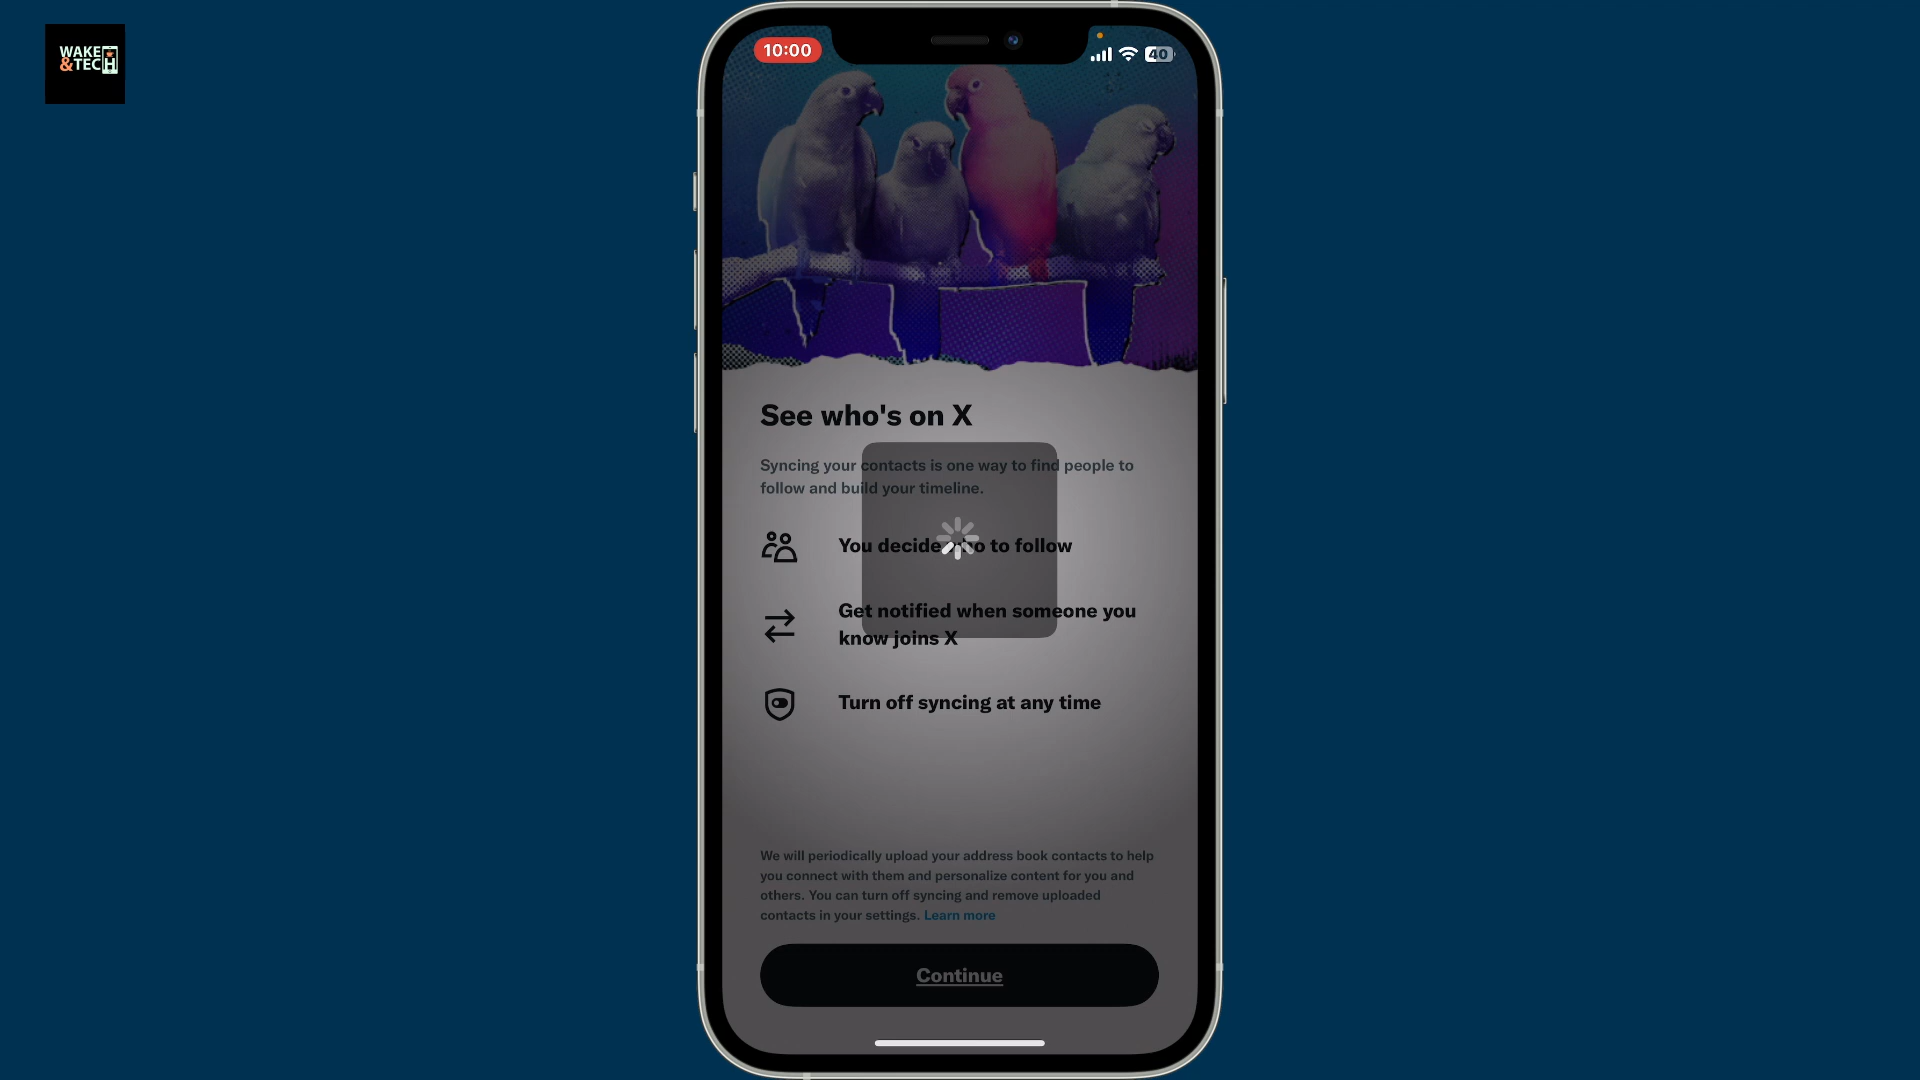 WAKE
&TECH
10:00
40
See who's on X
Syncing your contacts is one way to find people to
follow and build your timeline.
You decide who to follow
Get notified when someone you
know joins X
Turn off syncing at any time
We will periodically upload your address book contacts to help
you connect with them and personalize content for you and
others. You can turn off syncing and remove uploaded
contacts in your settings. Learn more
Continue